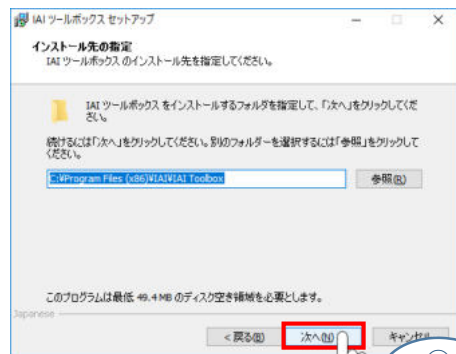 IAI ツールボックス セットアップ
インストール先の指定
IAI ツールボックス のインストール先を指定してください。
IAI ツールボックス をインストールするフォルダを指定して、「次へ」をクリックしてくだ
さい。
続けるには「次へ」をクリックしてください。別のフォルダーを選択するには「参照」をクリックして
ください。
C:¥Program Files (x86)¥IAI¥IAI Toolbox
参照(R)
このプログラムは最低 49.4 MB のディスク空き領域を必要とします。
Japanese
< 戻る(B)
次へ(N)
キャンセル